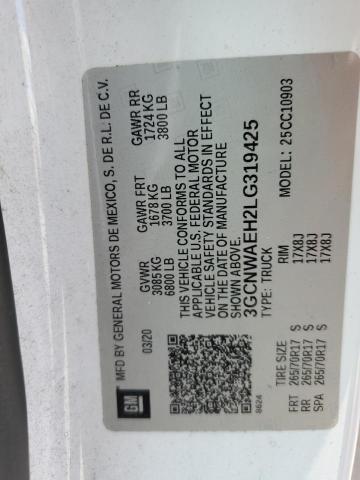 MFD BY GENERAL MOTORS DE MEXICO, S. DE R.L. DE C.V.
03/20
GVWR GAWR FRT GAWR RR
3085 KG 1678 KG 1724 KG
6800 LB 3700 LB 3800 LB
THIS VEHICLE CONFORMS TO ALL
APPLICABLE U.S. FEDERAL MOTOR
VEHICLE SAFETY STANDARDS IN EFFECT
ON THE DATE OF MANUFACTURE
SHOWN ABOVE.
3GCNWAEH2LG319425
TYPE: TRUCK MODEL: 25CC10903
GM
8624
TIRE SIZE RIM
FRT 265/70R17 S 17X8J
RR 265/70R17 S 17X8J
SPA 265/70R17 S 17X8J